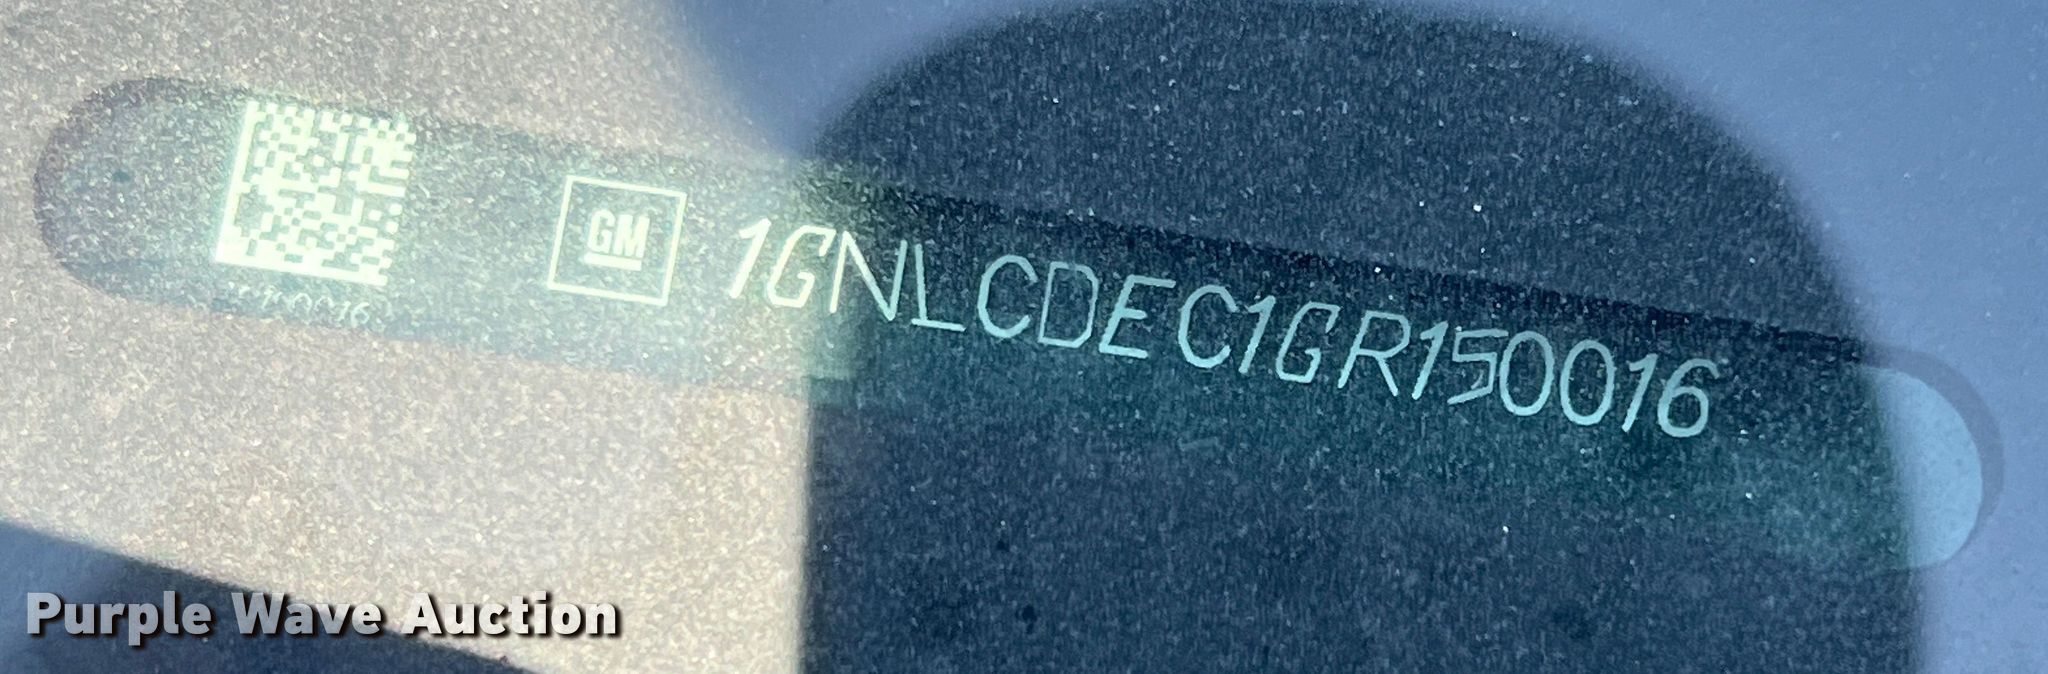 GM 1GNLCDEC1GR150016
Purple Wave Auction